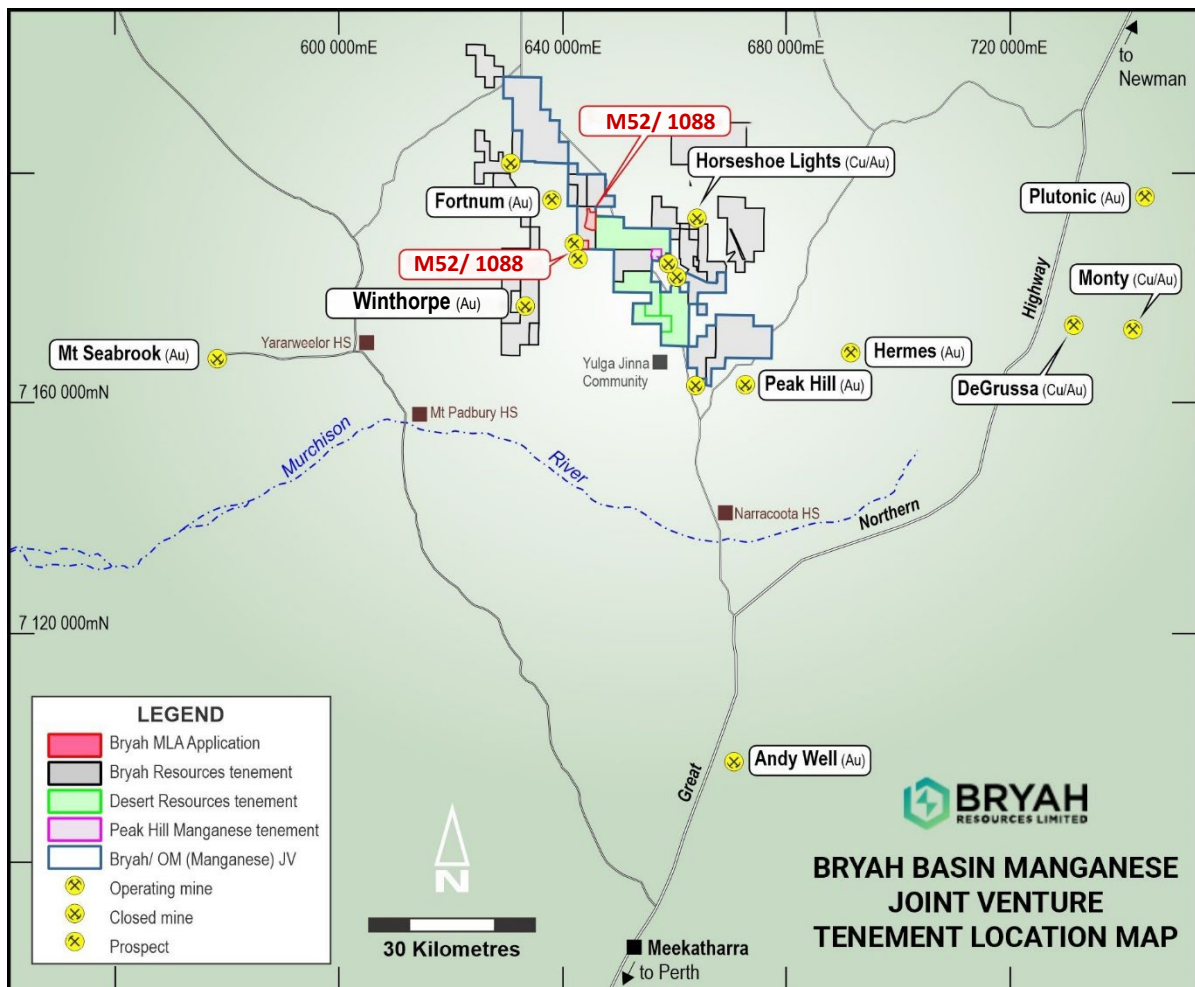 600 000mE
640 000mE
680 000mE
720 000mE
to
Newman
M52/ 1088
Horseshoe Lights (Cu/Au)
Fortnum (Au)
Plutonic (Au)
M52/ 1088
Highway
Monty (Cu/Au)
Winthorpe (Au)
Yararweelor HS
Mt Seabrook (Au)
Yulga Jinna
Community
Hermes (Au)
Peak Hill (Au)
DeGrussa (Cu/Au)
7 160 000mN
Mt Padbury HS
Murchison
River
Narracoota HS
Northern
7 120 000mN
LEGEND
Bryah MLA Application
Bryah Resources tenement
Desert Resources tenement
Peak Hill Manganese tenement
Bryah/ OM (Manganese) JV
Operating mine
Closed mine
Prospect
Andy Well (Au)
Great
N
30 Kilometres
BRYAH
RESOURCES LIMITED
BRYAH BASIN MANGANESE
JOINT VENTURE
TENEMENT LOCATION MAP
Meekatharra
to Perth